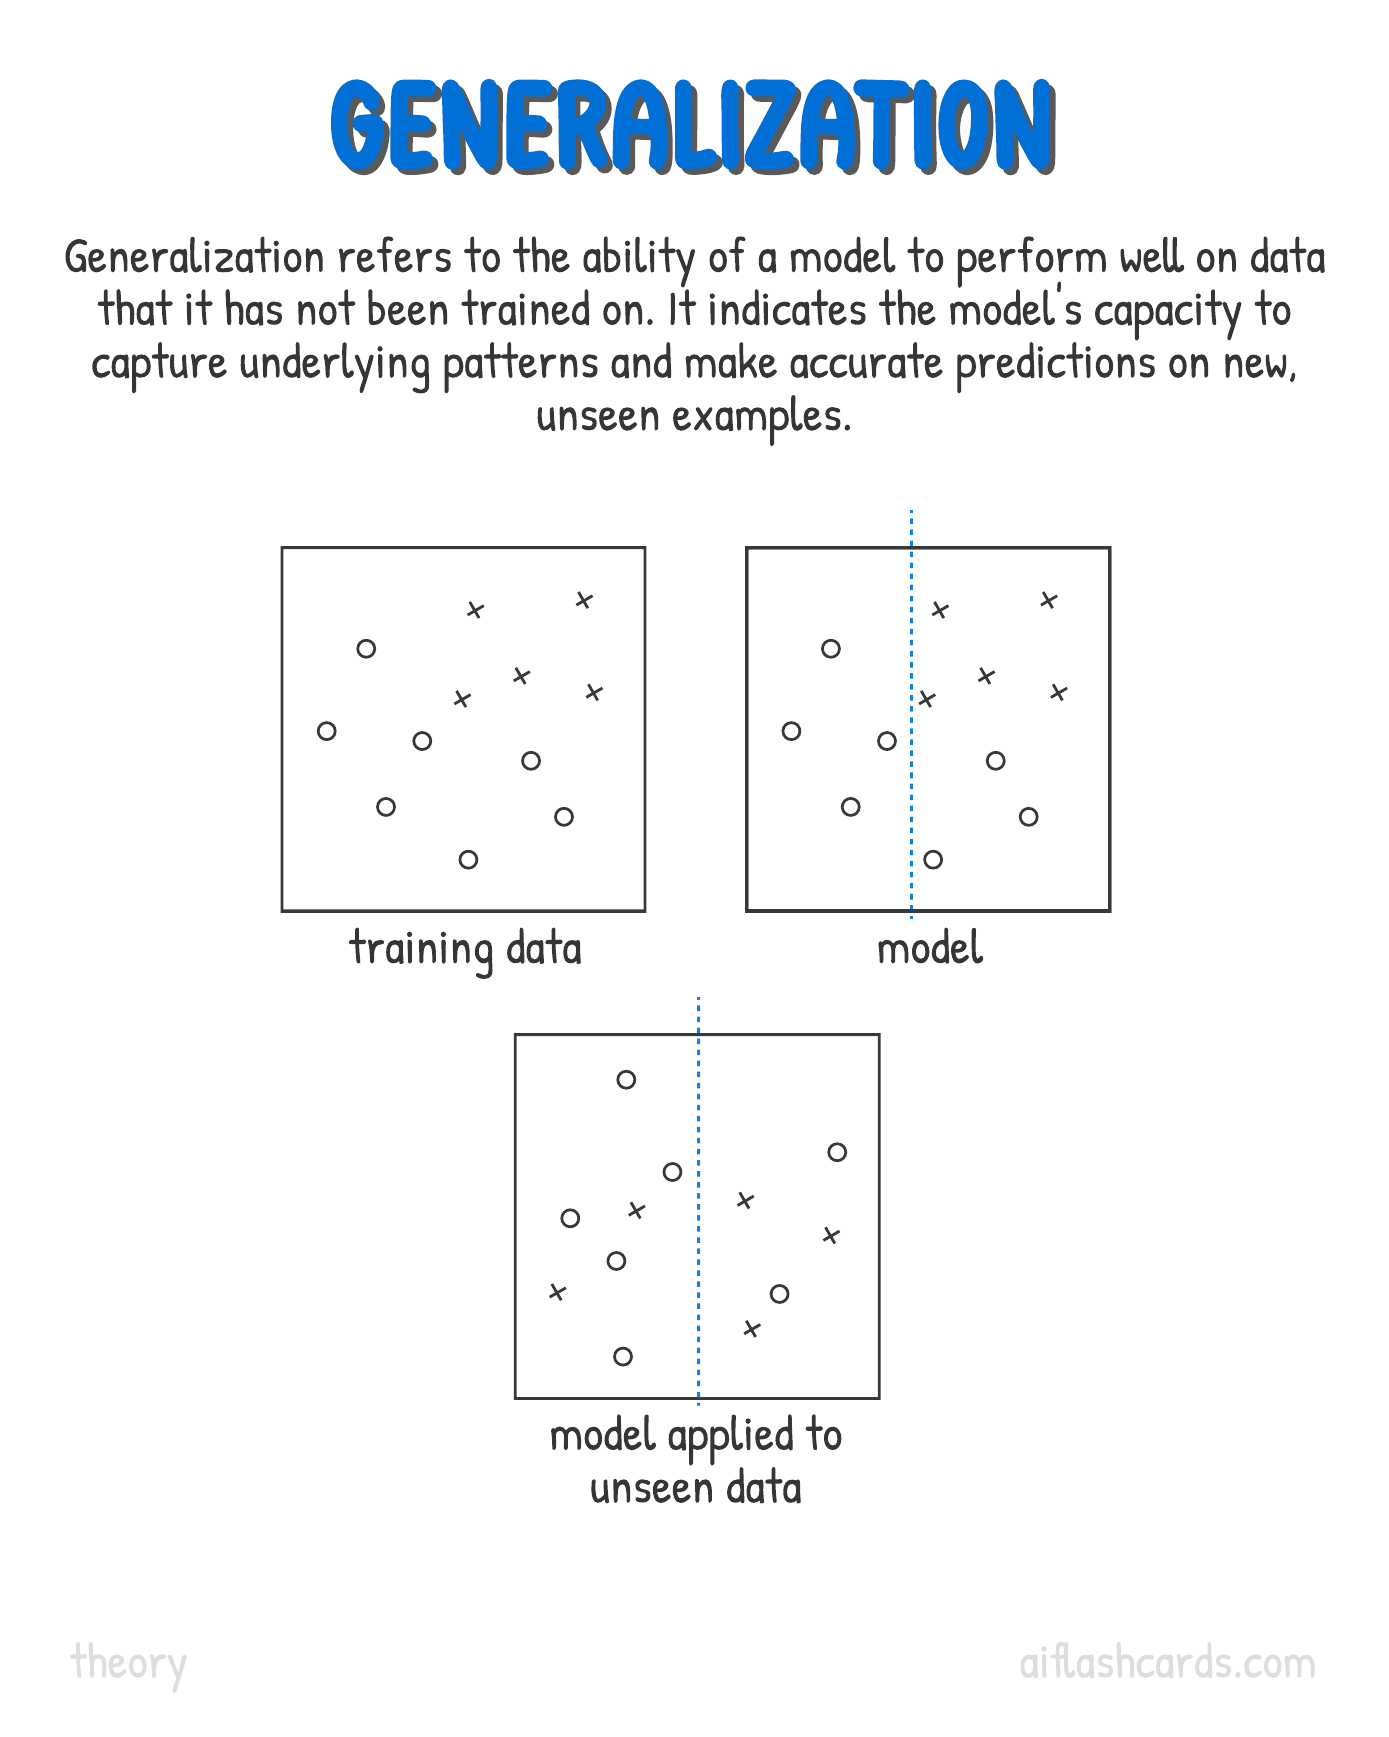 GENERALIZATION
Generalization refers to the ability of a model to perform well on data
that it has not been trained on. It indicates the model's capacity to
capture underlying patterns and make accurate predictions on new,
unseen examples.
training data
model
model applied to
unseen data
theory
aiflashcards.com